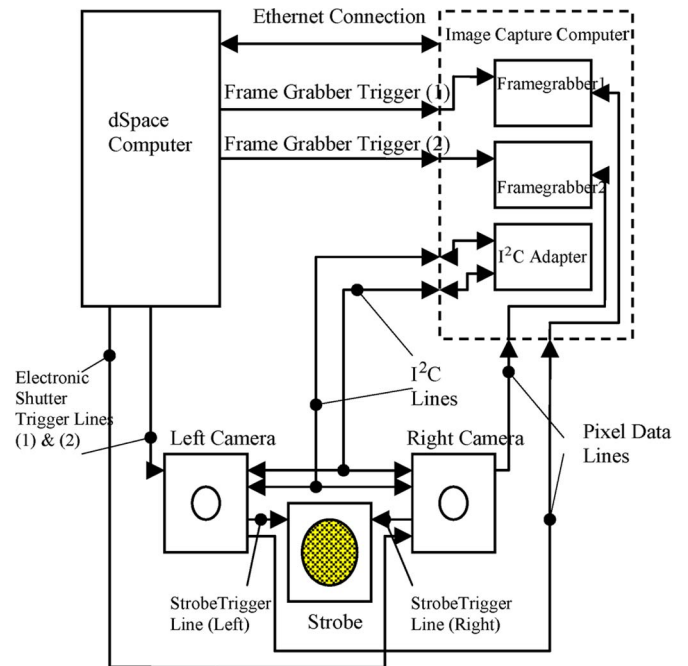 Ethernet Connection
Image Capture Computer
Framegrabber1
Frame Grabber Trigger (1)
dSpace
Computer
Frame Grabber Trigger (2)
Framegrabber2
I²C Adapter
Electronic
Shutter
Trigger Lines
(1) & (2)
I²C
Lines
Left Camera
Right Camera
Pixel Data
Lines
StrobeTrigger
Line (Left)
Strobe
StrobeTrigger
Line (Right)